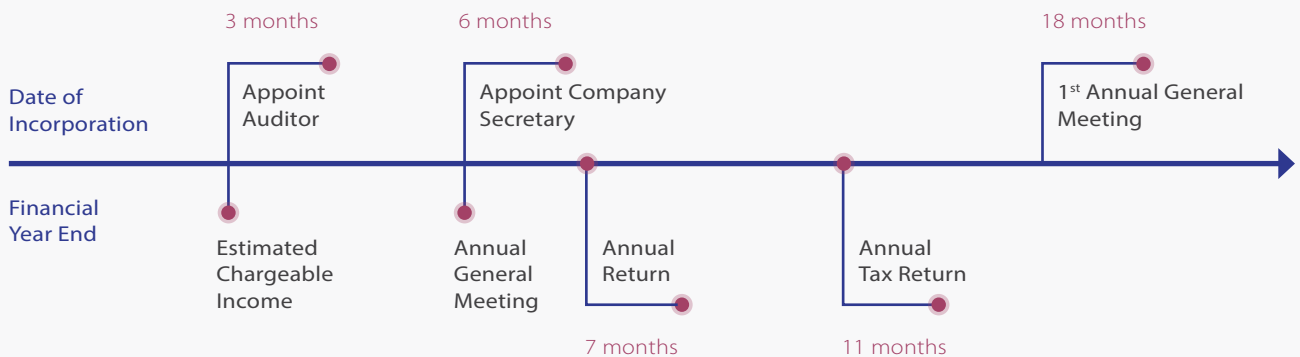 3 months
6 months
18 months
Date of
Incorporation
Appoint
Auditor
Appoint Company
Secretary
1st Annual General
Meeting
Financial
Year End
Estimated
Chargeable
Income
Annual
General
Meeting
Annual
Return
Annual
Tax Return
7 months
11 months